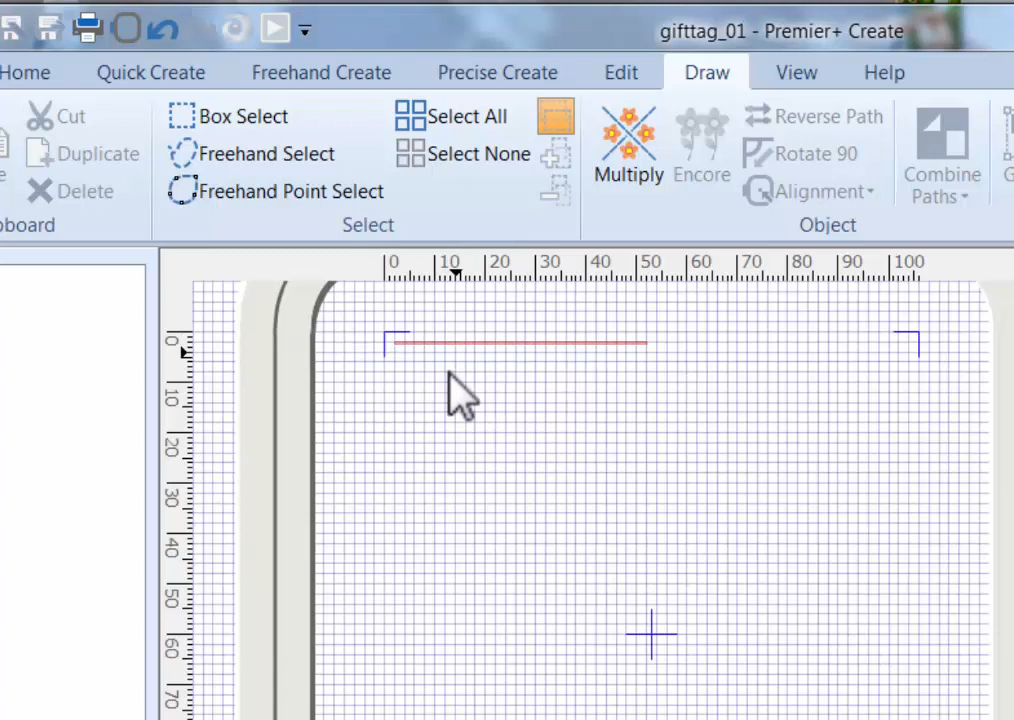 gifttag_01 - Premier+ Create
Home Quick Create Freehand Create Precise Create Edit Draw View Help
Cut Box Select Select All Reverse Path
Duplicate Freehand Select Select None Rotate 90
Delete Freehand Point Select Multiply Encore Alignment Combine Paths
board Select Object
0 10 20 30 40 50 60 70 80 90 100
0
10
20
30
40
50
60
70